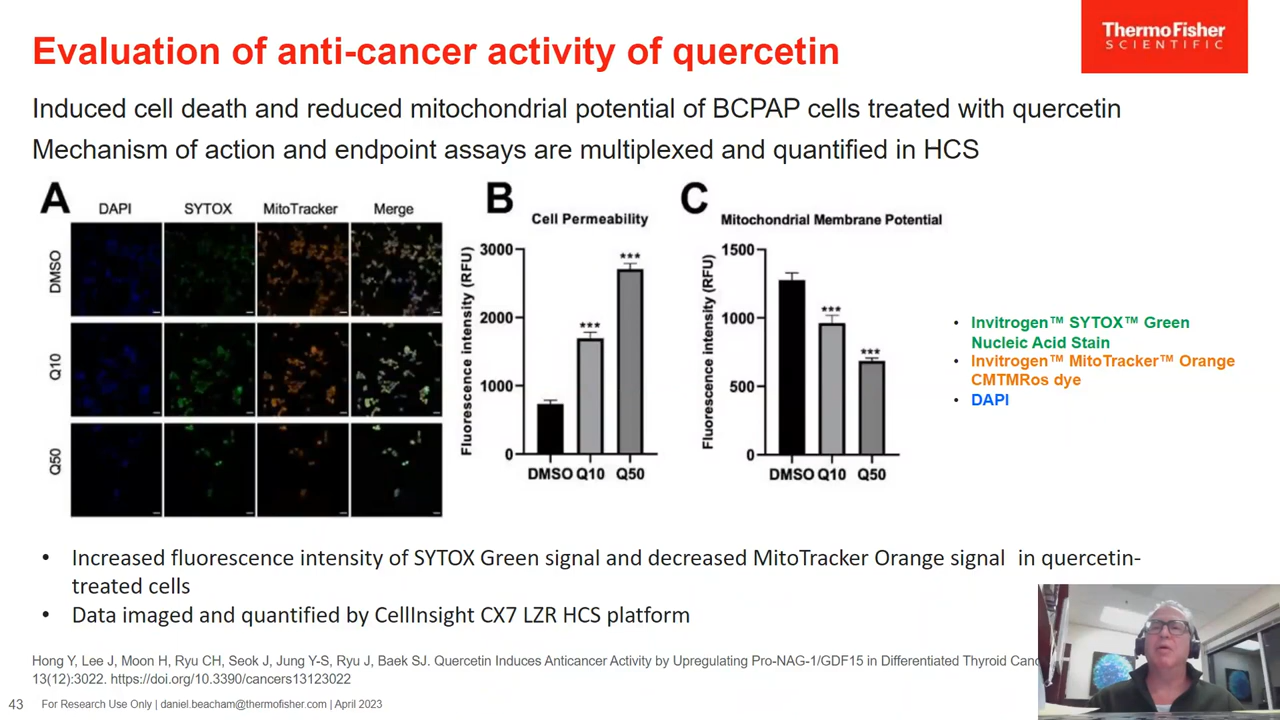 Evaluation of anti-cancer activity of quercetin
ThermoFisher
SCIENTIFIC
Induced cell death and reduced mitochondrial potential of BCPAP cells treated with quercetin
Mechanism of action and endpoint assays are multiplexed and quantified in HCS
A
DAPI SYTOX MitoTracker Merge
DMSO
Q10
Q50
B
Cell Permeability
Fluorescence intensity (RFU)
3000
2000
1000
0
***
***
DMSO Q10 Q50
C
Mitochondrial Membrane Potential
Fluorescence intensity (RFU)
1500
1000
500
0
***
***
DMSO Q10 Q50
• Invitrogen™ SYTOX™ Green
Nucleic Acid Stain
• Invitrogen™ MitoTracker™ Orange
CMTMRos dye
• DAPI
• Increased fluorescence intensity of SYTOX Green signal and decreased MitoTracker Orange signal in quercetin-
treated cells
• Data imaged and quantified by CellInsight CX7 LZR HCS platform
Hong Y, Lee J, Moon H, Ryu CH, Seok J, Jung Y-S, Ryu J, Baek SJ. Quercetin Induces Anticancer Activity by Upregulating Pro-NAG-1/GDF15 in Differentiated Thyroid Canc
13(12):3022. https://doi.org/10.3390/cancers13123022
43 For Research Use Only | daniel.beacham@thermofisher.com | April 2023